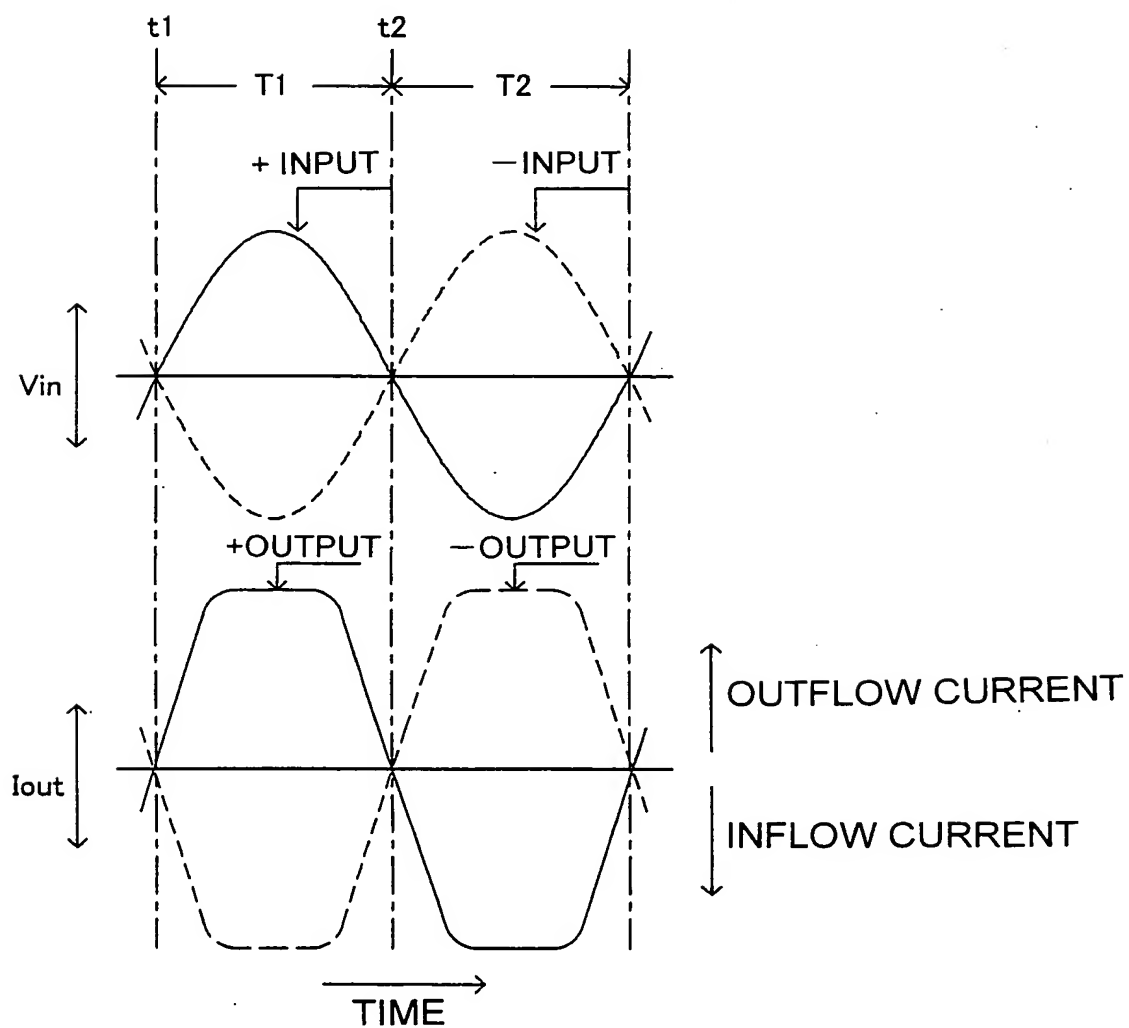 t1 t2
T1 T2
+ INPUT －INPUT
Vin
+OUTPUT －OUTPUT
OUTFLOW CURRENT
Iout
INFLOW CURRENT
TIME